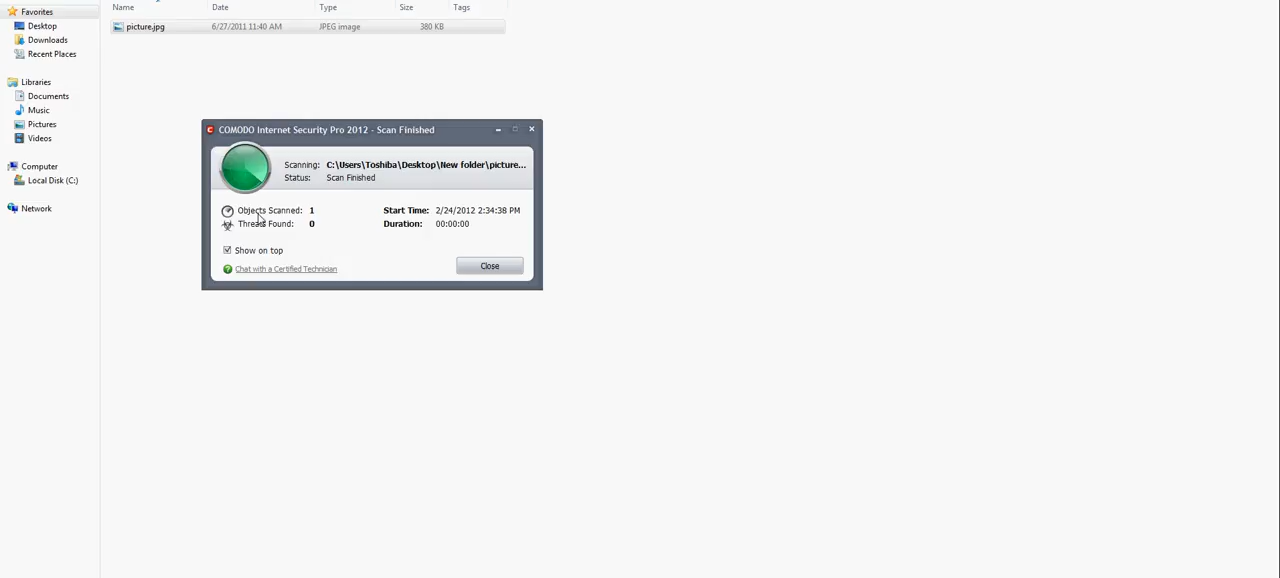 Name Date Type Size Tags
picture.jpg 6/27/2011 11:40 AM JPEG image 380 KB
Favorites
Desktop
Downloads
Recent Places
Libraries
Documents
Music
Pictures
Videos
Computer
Local Disk (C:)
Network
COMODO Internet Security Pro 2012 - Scan Finished
Scanning: C:\Users\Toshiba\Desktop\New folder\picture...
Status: Scan Finished
Objects Scanned: 1 Start Time: 2/24/2012 2:34:38 PM
Threats Found: 0 Duration: 00:00:00
Show on top
Chat with a Certified Technician
Close